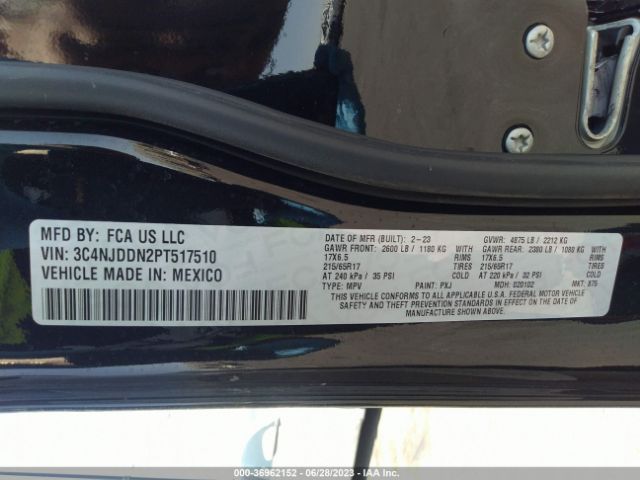 MFD BY: FCA US LLC
VIN: 3C4NJDDN2PT517510
VEHICLE MADE IN: MEXICO
DATE OF MFR (BUILT): 2-23 GVWR: 4875 LB / 2212 KG
GAWR FRONT: 2600 LB / 1180 KG WITH GAWR REAR: 2380 LB / 1080 KG WITH
17X6.5 RIMS 17X6.5 RIMS
215/65R17 TIRES 215/65R17 TIRES
AT 240 kPa / 35 PSI COLD AT 220 kPa / 32 PSI COLD
TYPE: MPV PAINT: PXJ MDH: 020102 MKT: 875
THIS VEHICLE CONFORMS TO ALL APPLICABLE U.S.A. FEDERAL MOTOR VEHICLE
SAFETY AND THEFT PREVENTION STANDARDS IN EFFECT ON THE DATE OF
MANUFACTURE SHOWN ABOVE.
000-36962152 - 06/28/2023 - IAA Inc.